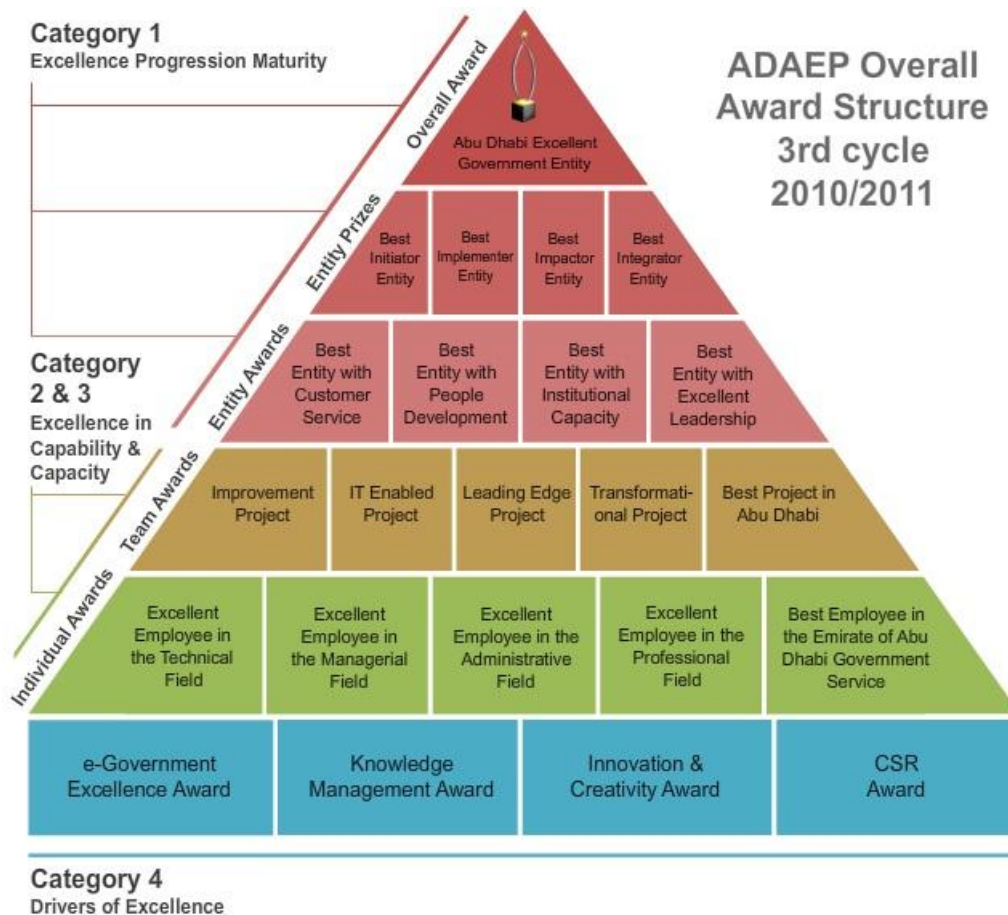 Category 1
Excellence Progression Maturity
ADAEP Overall
Award Structure
3rd cycle
2010/2011
Overall Award
Abu Dhabi Excellent
Government Entity
Entity Prizes
Best
Initiator
Entity
Best
Implementer
Entity
Best
Impactor
Entity
Best
Integrator
Entity
Category
2 & 3
Excellence in
Capability &
Capacity
Entity Awards
Best
Entity with
Customer
Service
Best
Entity with
People
Development
Best
Entity with
Institutional
Capacity
Best
Entity with
Excellent
Leadership
Team Awards
Improvement
Project
IT Enabled
Project
Leading Edge
Project
Transformati-
onal Project
Best Project in
Abu Dhabi
Individual Awards
Excellent
Employee in
the Technical
Field
Excellent
Employee in
the Managerial
Field
Excellent
Employee in the
Administrative
Field
Excellent
Employee in the
Professional
Field
Best Employee in
the Emirate of Abu
Dhabi Government
Service
e-Government
Excellence Award
Knowledge
Management Award
Innovation &
Creativity Award
CSR
Award
Category 4
Drivers of Excellence